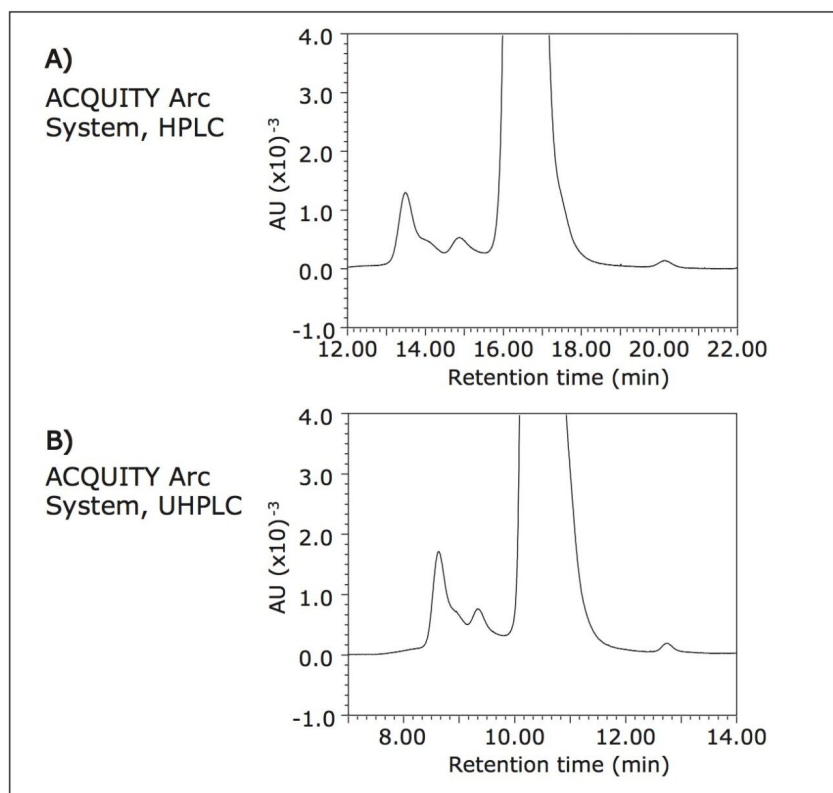 A)
ACQUITY Arc
System, HPLC
AU (x10)⁻³
4.0
3.0
2.0
1.0
0.0
-1.0
12.00 14.00 16.00 18.00 20.00 22.00
Retention time (min)
B)
ACQUITY Arc
System, UHPLC
AU (x10)⁻³
4.0
3.0
2.0
1.0
0.0
-1.0
8.00 10.00 12.00 14.00
Retention time (min)